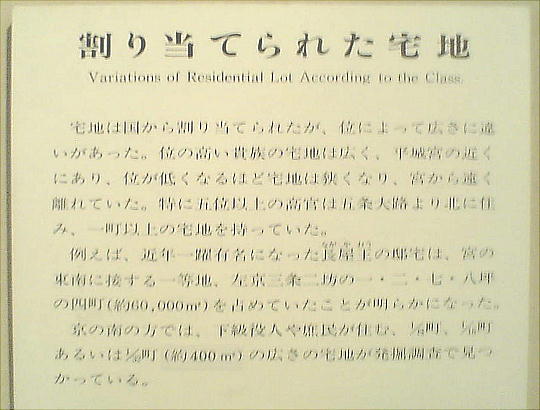 割り当てられた宅地
Variations of Residential Lot According to the Class.
宅地は国から割り当てられたが、位によって広さに違
いがあった。位の高い貴族の宅地は広く、平城宮の近く
にあり、位が低くなるほど宅地は狭くなり、宮から遠く
離れていた。特に五位以上の高官は五条大路より北に住
み、一町以上の宅地を持っていた。
例えば、近年一躍有名になった長屋王の邸宅は、宮の
東南に接する一等地、左京三条二坊の一・二・七・八坪
の四町(約60,000㎡)を占めていたことが明らかになった。
京の南の方では、下級役人や庶民が住む、町、町
あるいは町(約400㎡)の広さの宅地が発掘調査で見つ
かっている。